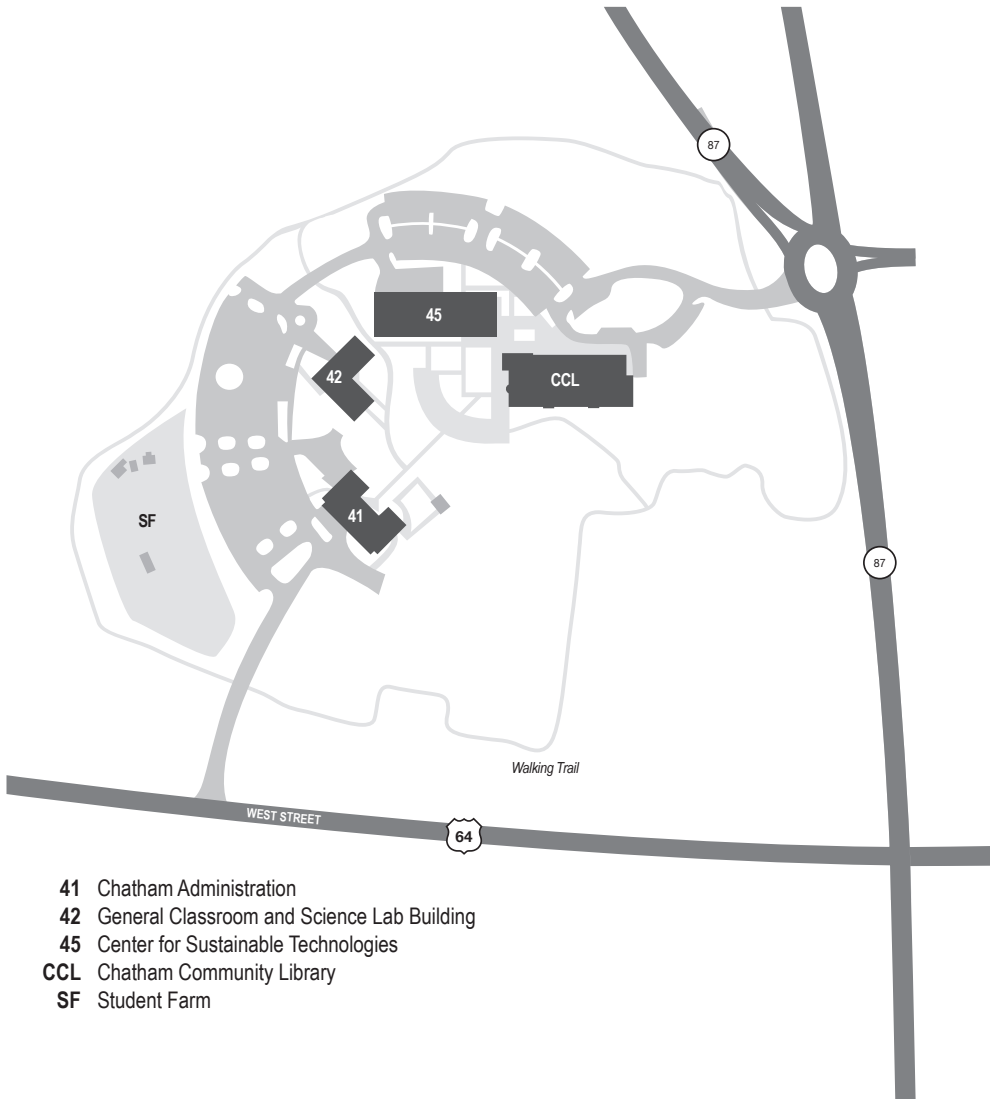 87
45
42
CCL
41
SF
87
Walking Trail
WEST STREET
64
41 Chatham Administration
42 General Classroom and Science Lab Building
45 Center for Sustainable Technologies
CCL Chatham Community Library
SF Student Farm